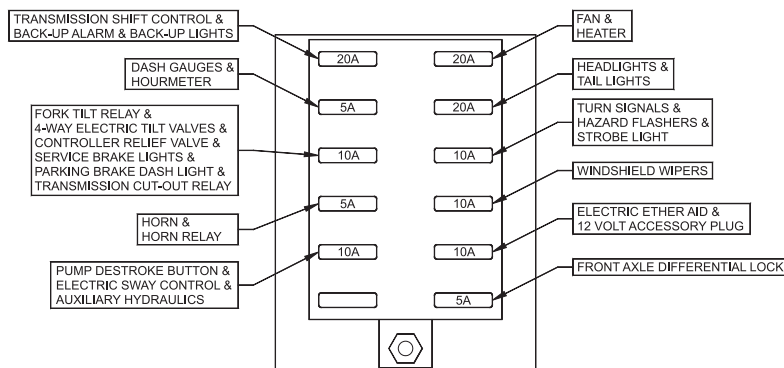 TRANSMISSION SHIFT CONTROL &
BACK-UP ALARM & BACK-UP LIGHTS
DASH GAUGES &
HOURMETER
FORK TILT RELAY &
4-WAY ELECTRIC TILT VALVES &
CONTROLLER RELIEF VALVE &
SERVICE BRAKE LIGHTS &
PARKING BRAKE DASH LIGHT &
TRANSMISSION CUT-OUT RELAY
HORN &
HORN RELAY
PUMP DESTROKE BUTTON &
ELECTRIC SWAY CONTROL &
AUXILIARY HYDRAULICS
20A
5A
10A
5A
10A
20A
20A
10A
10A
10A
5A
FAN &
HEATER
HEADLIGHTS &
TAIL LIGHTS
TURN SIGNALS &
HAZARD FLASHERS &
STROBE LIGHT
WINDSHIELD WIPERS
ELECTRIC ETHER AID &
12 VOLT ACCESSORY PLUG
FRONT AXLE DIFFERENTIAL LOCK